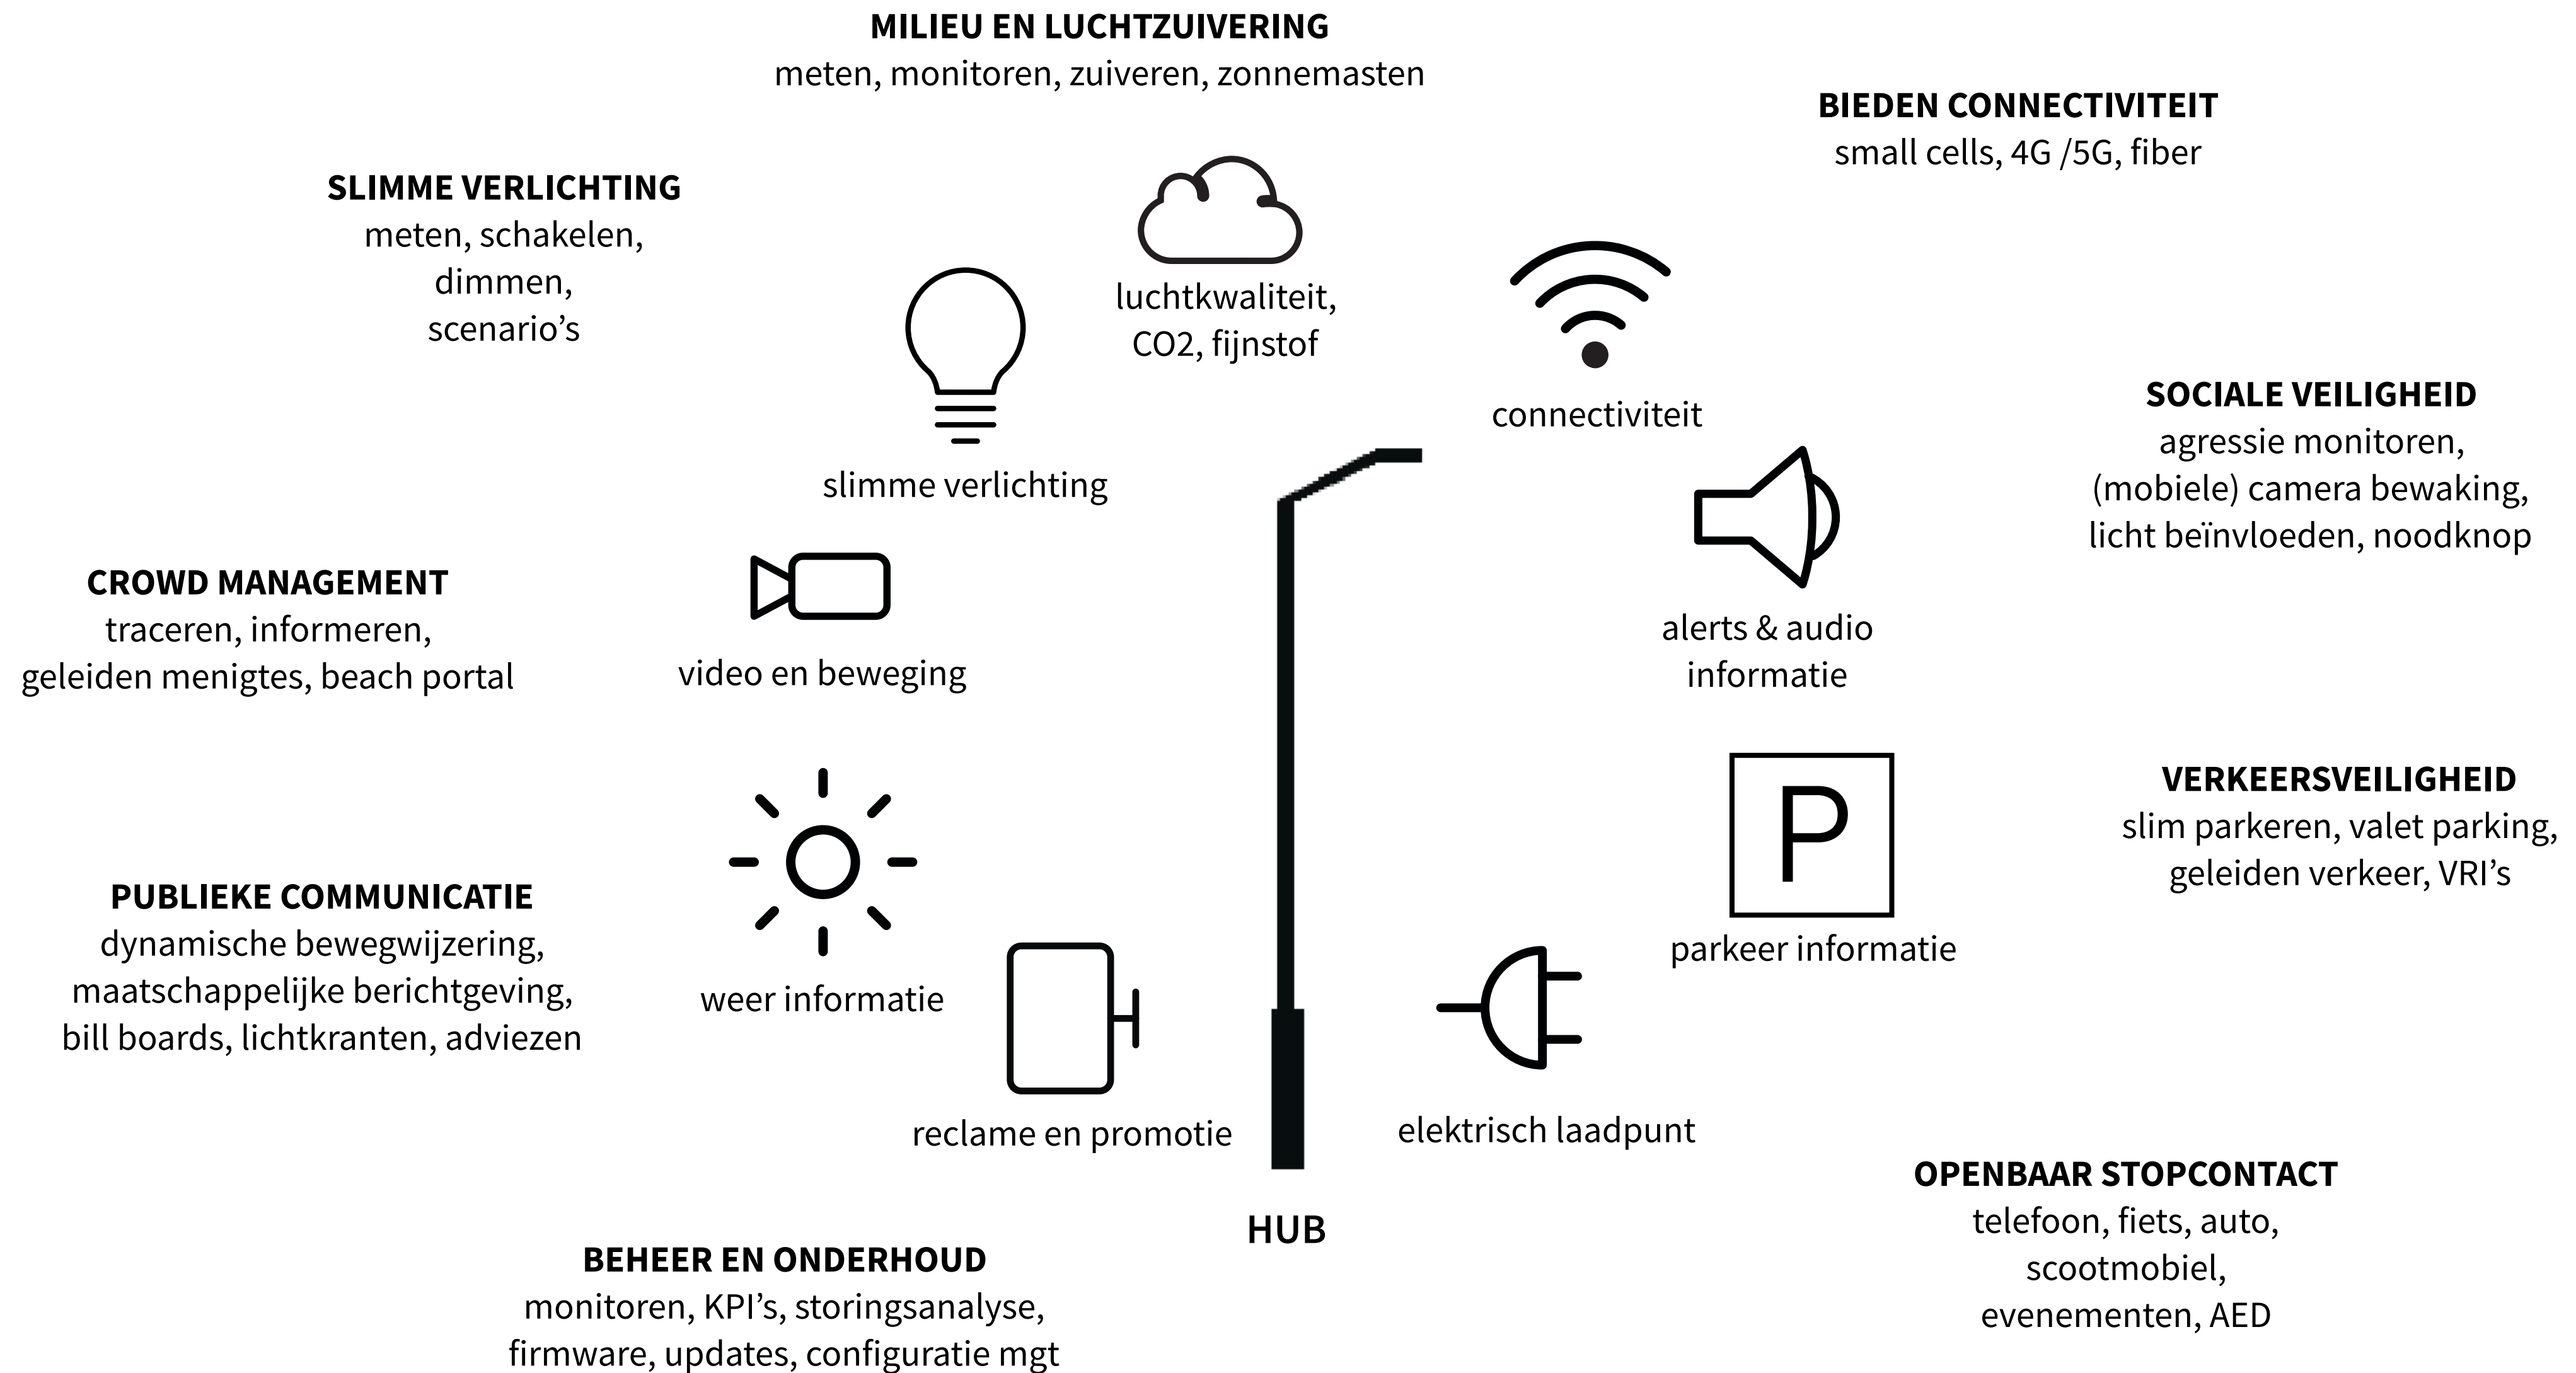 MILIEU EN LUCHTZUIVERING
meten, monitoren, zuiveren, zonnemasten
BIEDEN CONNECTIVITEIT
small cells, 4G /5G, fiber
SLIMME VERLICHTING
meten, schakelen,
dimmen,
scenario’s
luchtkwaliteit,
CO2, fijnstof
connectiviteit
slimme verlichting
SOCIALE VEILIGHEID
agressie monitoren,
(mobiele) camera bewaking,
licht beïnvloeden, noodknop
CROWD MANAGEMENT
traceren, informeren,
geleiden menigtes, beach portal
video en beweging
alerts & audio
informatie
P
parkeer informatie
VERKEERSVEILIGHEID
slim parkeren, valet parking,
geleiden verkeer, VRI’s
PUBLIEKE COMMUNICATIE
dynamische bewegwijzering,
maatschappelijke berichtgeving,
bill boards, lichtkranten, adviezen
weer informatie
reclame en promotie
elektrisch laadpunt
HUB
OPENBAAR STOPCONTACT
telefoon, fiets, auto,
scootmobiel,
evenementen, AED
BEHEER EN ONDERHOUD
monitoren, KPI’s, storingsanalyse,
firmware, updates, configuratie mgt